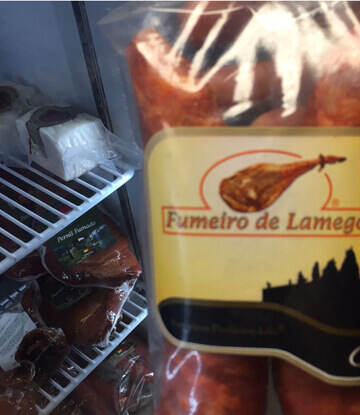 Fumeiro de Lamego
®
Pernil Fumado